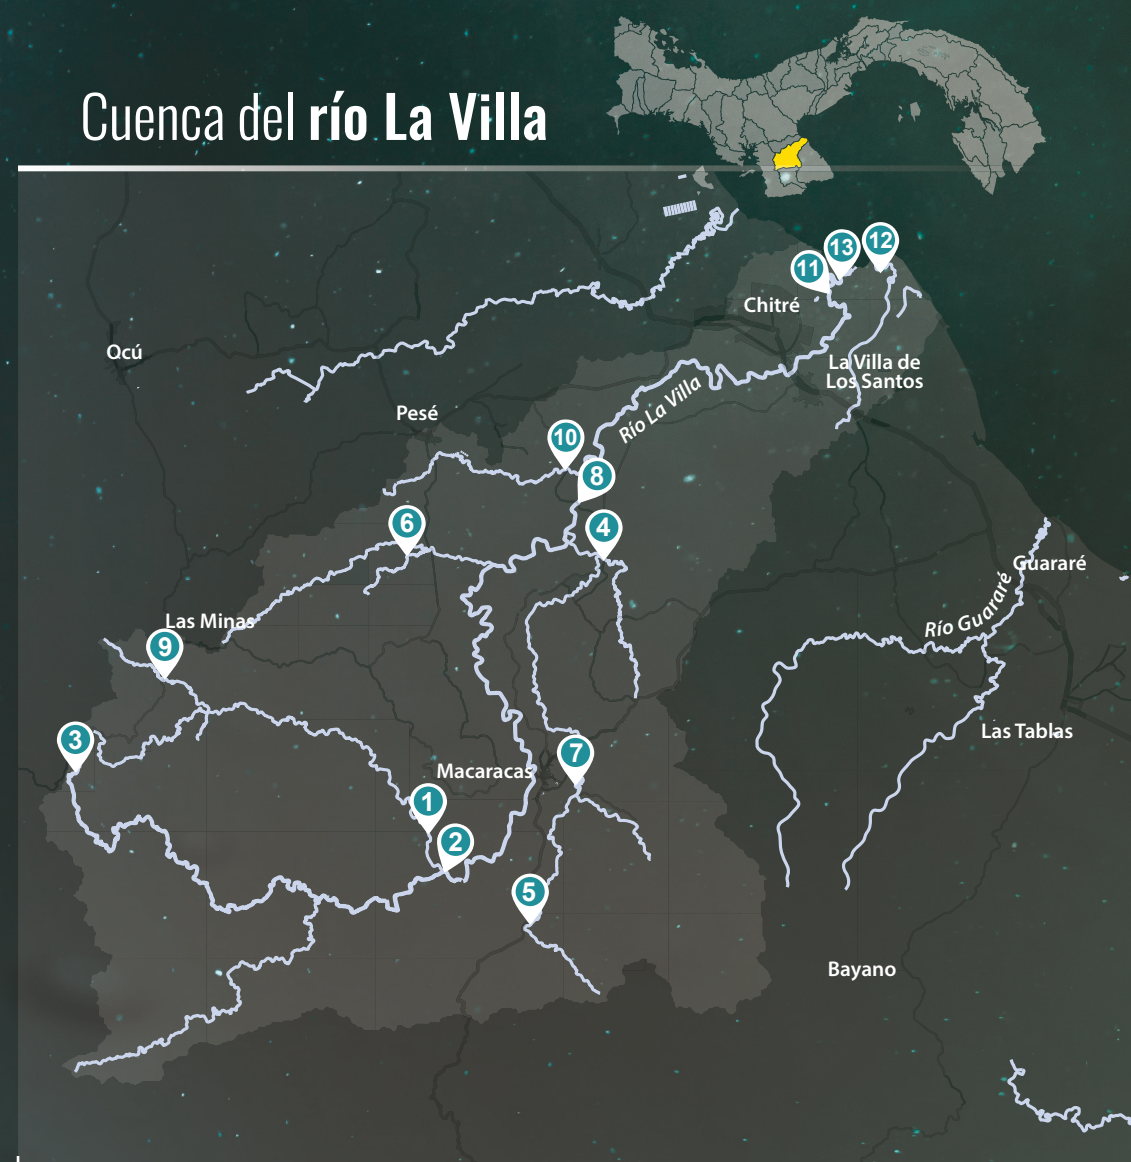 Cuenca del río La Villa
12
13
11
Chitré
Ocú
La Villa de
Los Santos
Río La Villa
Pesé
10
8
6
4
Guararé
Río Guararé
Las Minas
9
3
Las Tablas
7
Macaracas
1
2
5
Bayano